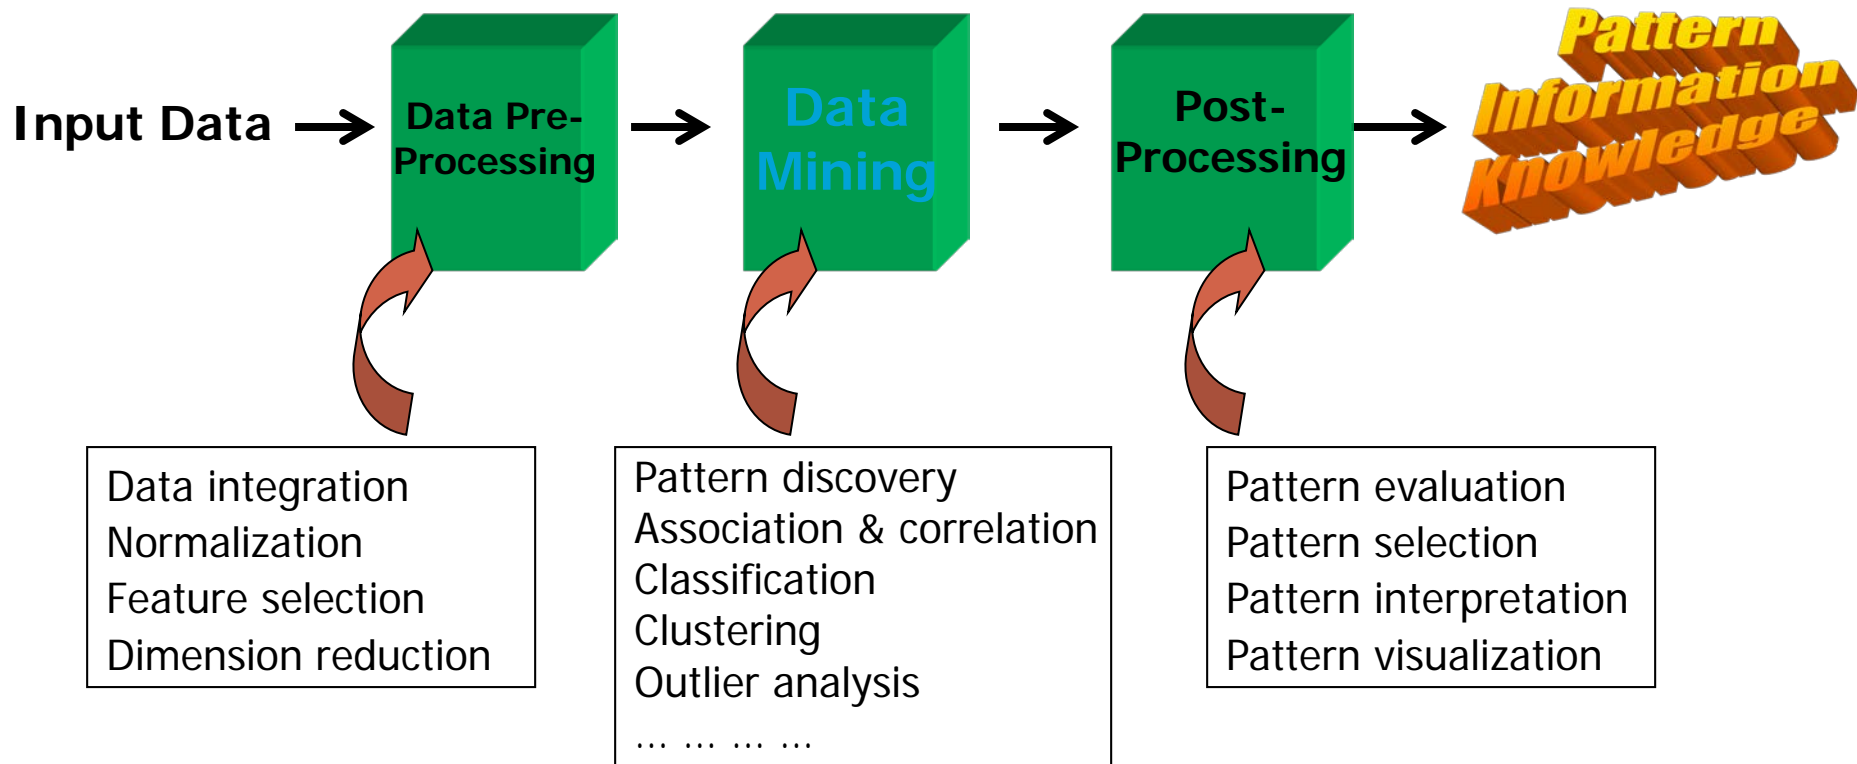 Input Data
Data Pre-
Processing
Data
Mining
Post-
Processing
Pattern
Information
Knowledge
Data integration
Normalization
Feature selection
Dimension reduction
Pattern discovery
Association & correlation
Classification
Clustering
Outlier analysis
… … … …
Pattern evaluation
Pattern selection
Pattern interpretation
Pattern visualization